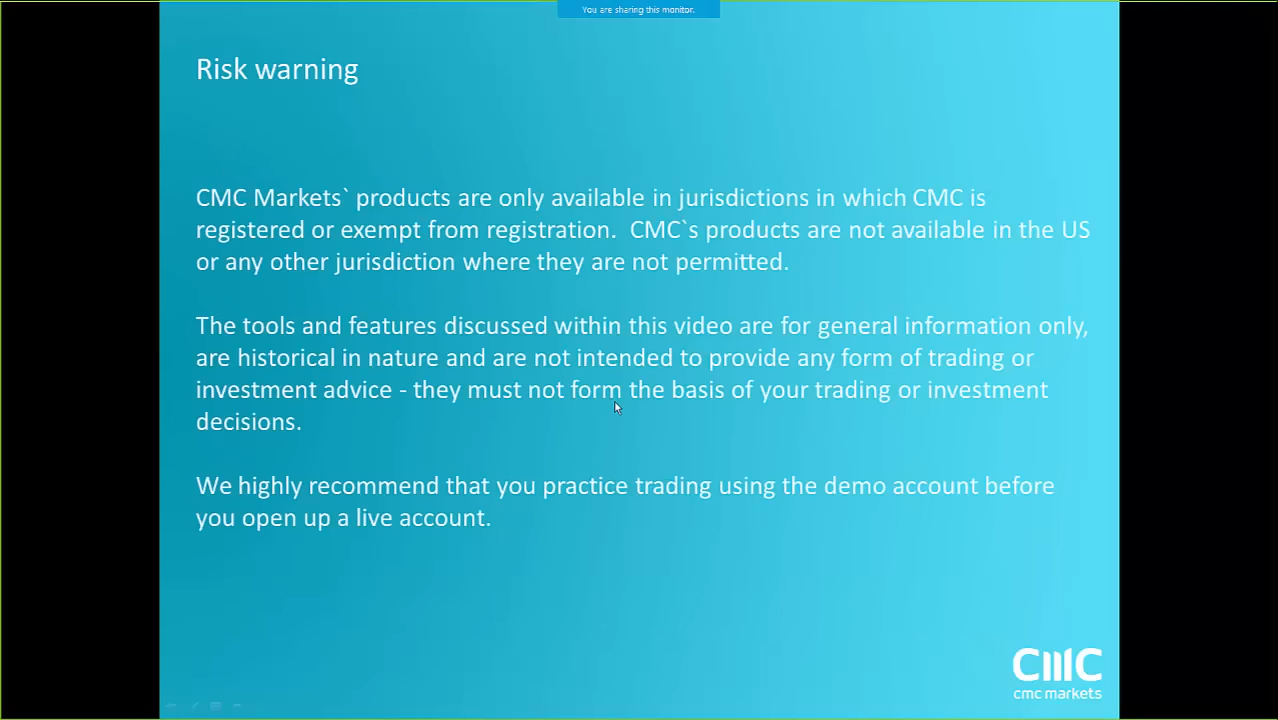 You are sharing this monitor.
Risk warning
CMC Markets` products are only available in jurisdictions in which CMC is
registered or exempt from registration.  CMC`s products are not available in the US
or any other jurisdiction where they are not permitted.
The tools and features discussed within this video are for general information only,
are historical in nature and are not intended to provide any form of trading or
investment advice - they must not form the basis of your trading or investment
decisions.
We highly recommend that you practice trading using the demo account before
you open up a live account.
CMC
cmc markets